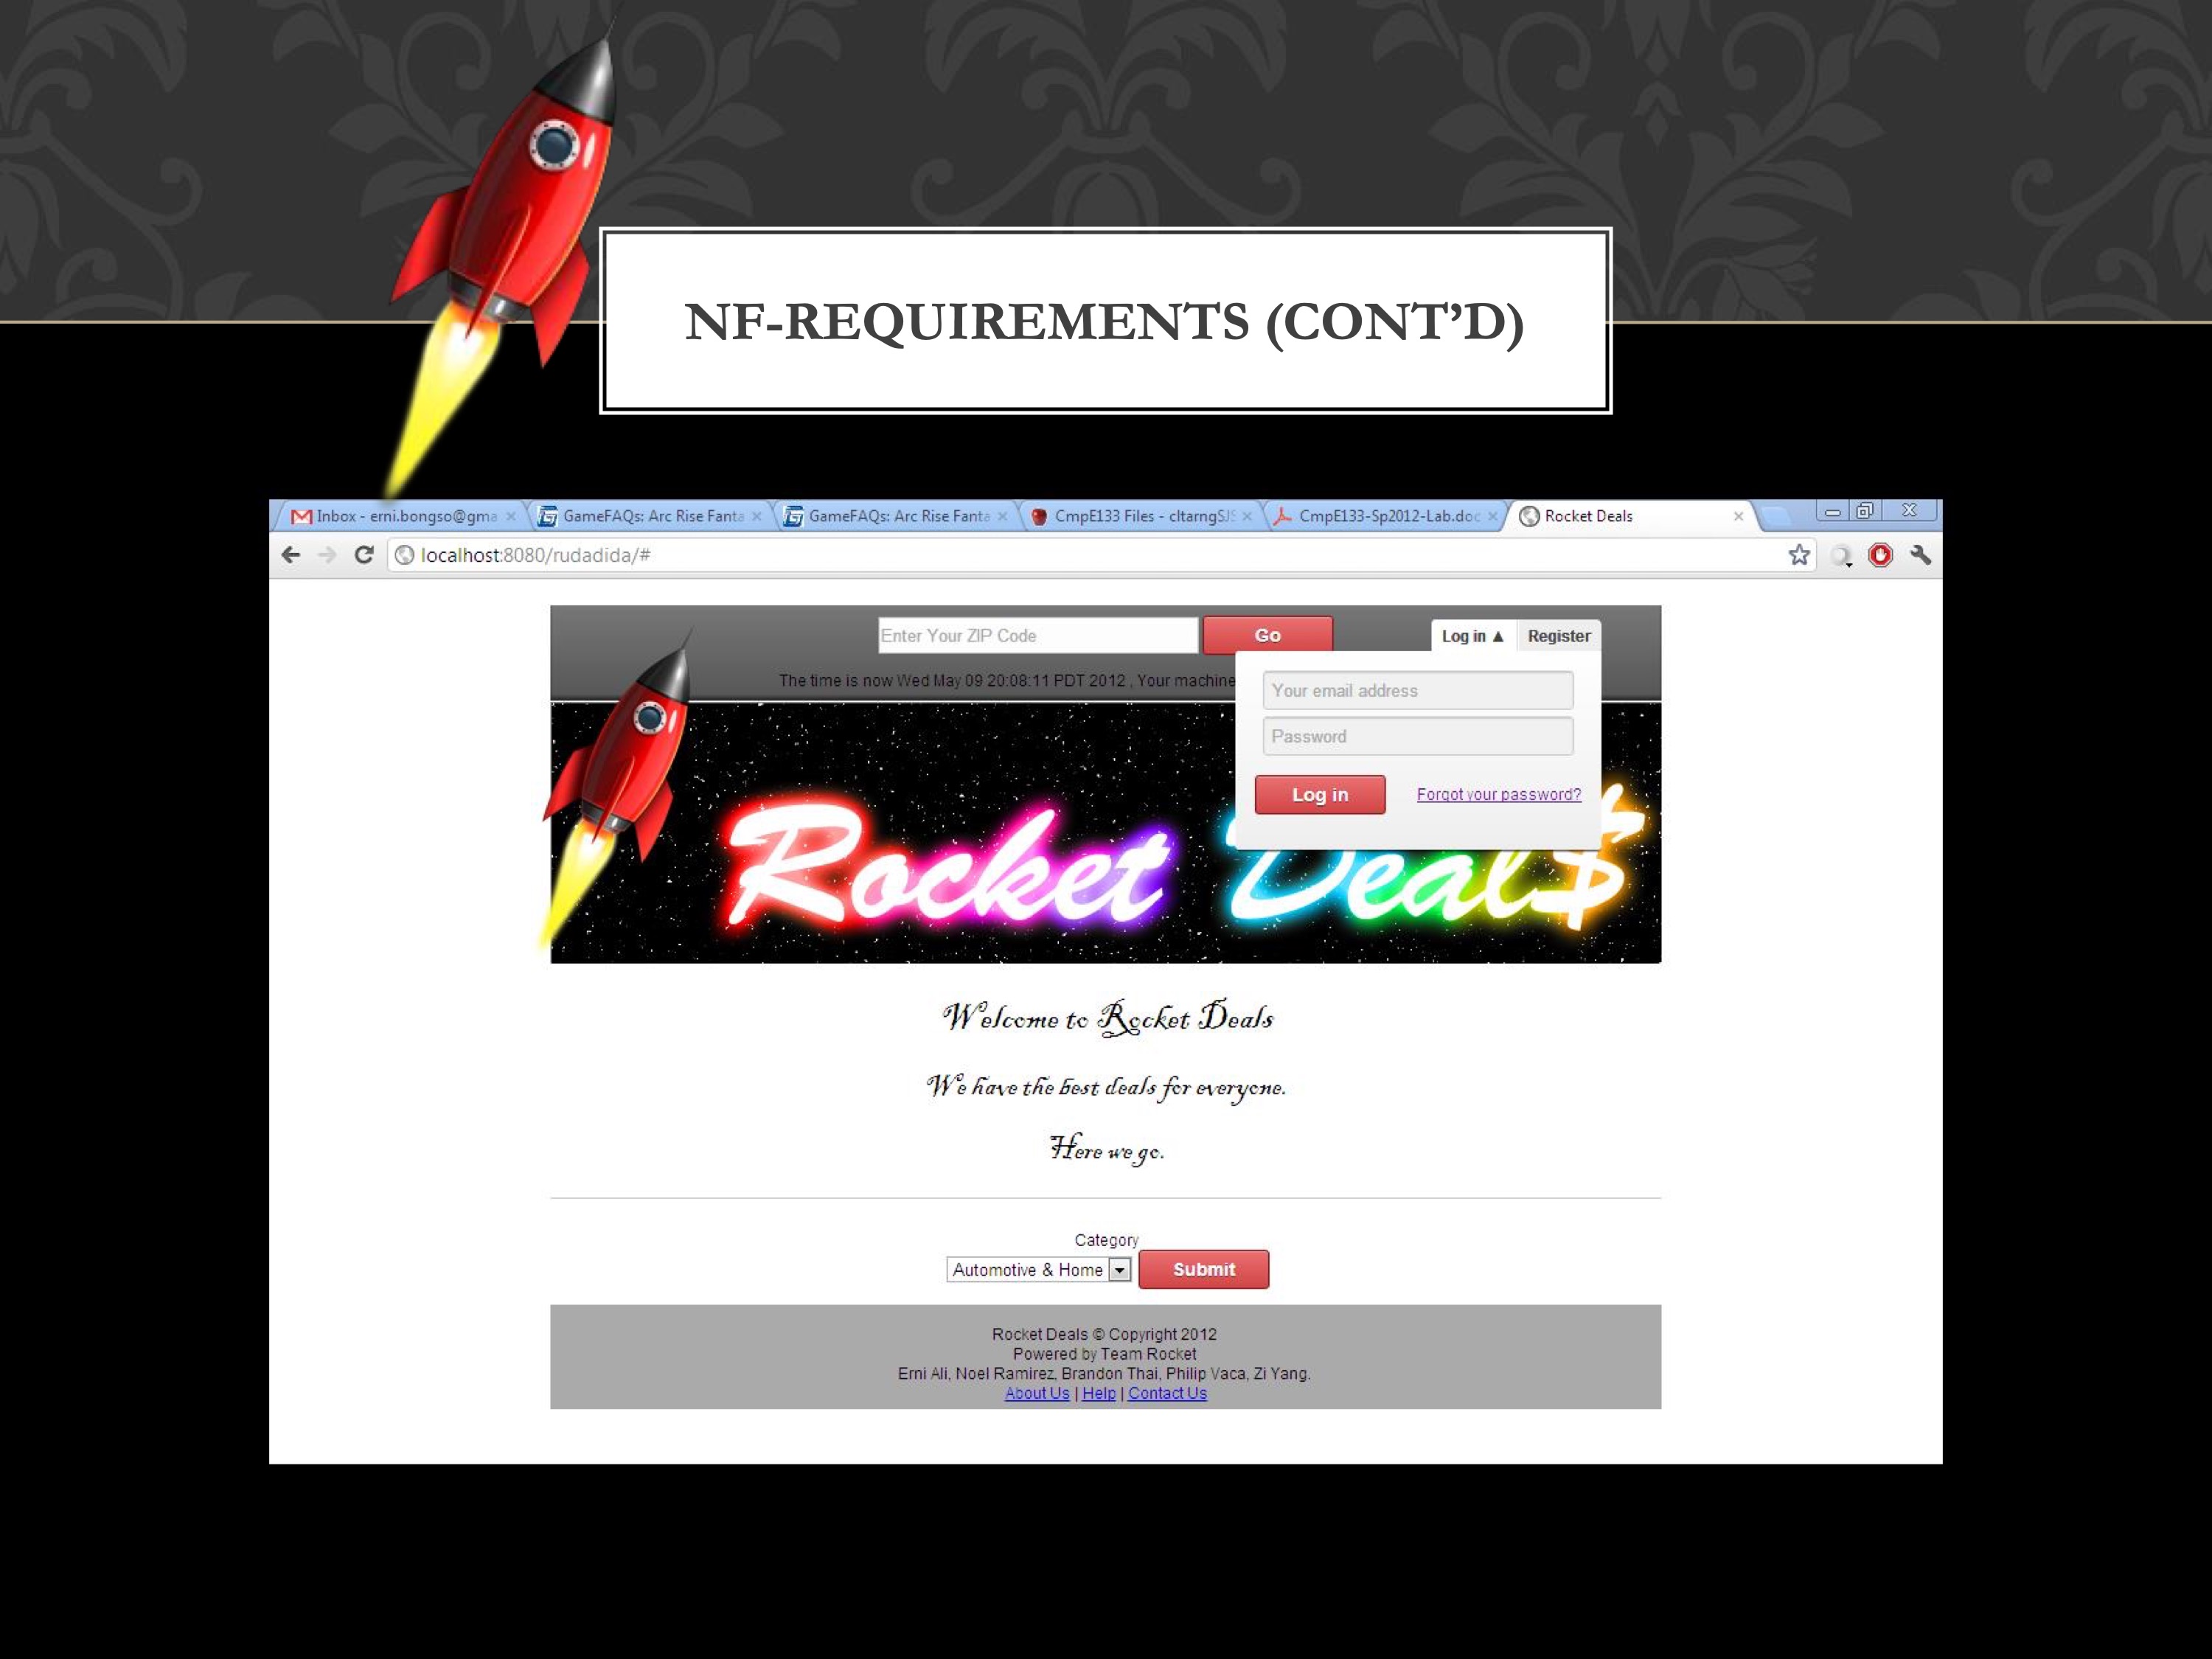 NF-REQUIREMENTS (CONT’D)
Inbox - erni.bongso@gma
GameFAQs: Arc Rise Fanta
GameFAQs: Arc Rise Fanta
CmpE133 Files - cltarngSJS
CmpE133-Sp2012-Lab.doc
Rocket Deals
localhost:8080/rudadida/#
Enter Your ZIP Code
Go
Log in ▲
Register
The time is now Wed May 09 20:08:11 PDT 2012 , Your machine
Your email address
Password
Log in
Forgot your password?
Rocket Deal$
Welcome to Rocket Deals
We have the best deals for everyone.
Here we go.
Category
Automotive & Home
Submit
Rocket Deals © Copyright 2012
Powered by Team Rocket
Erni Ali, Noel Ramirez, Brandon Thai, Philip Vaca, Zi Yang.
About Us | Help | Contact Us